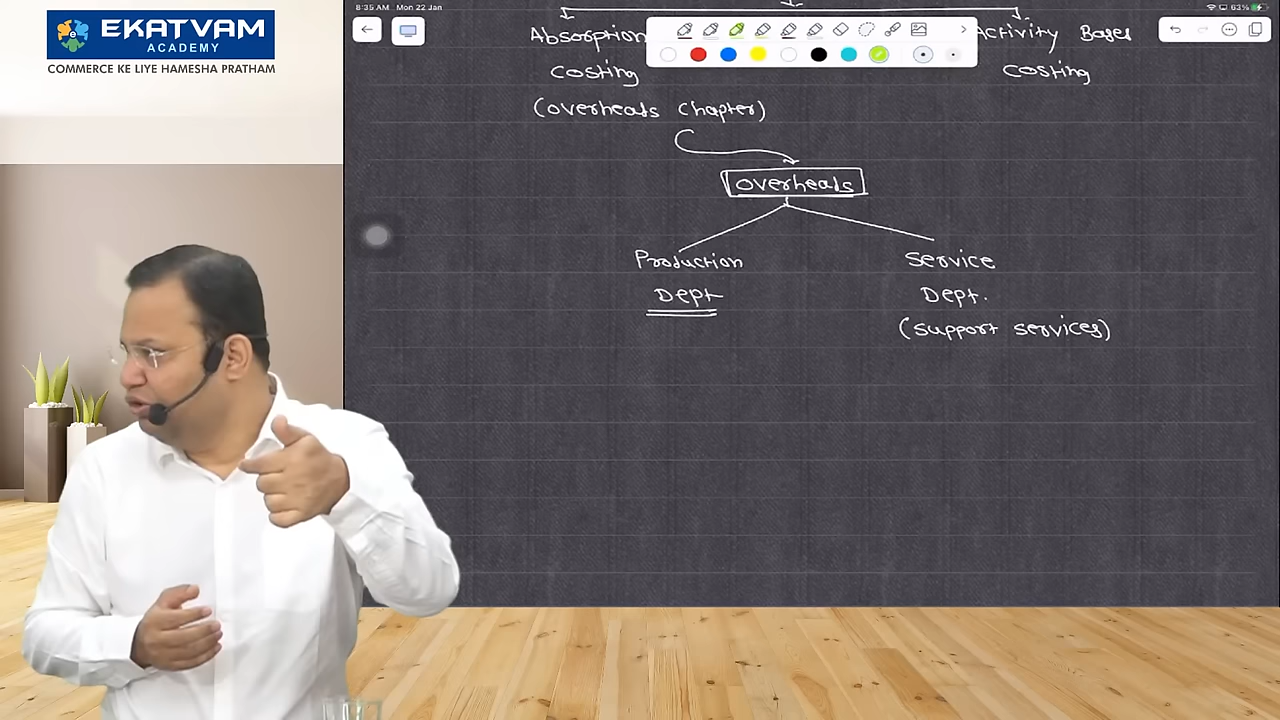 EKATVAM
ACADEMY
COMMERCE KE LIYE HAMESHA PRATHAM
8:35 AM Mon 22 Jan
63%
Absorption
Costing
(overheads chapter)
Activity Based
Costing
overheads
Production
Dept
Service
Dept.
(support services)